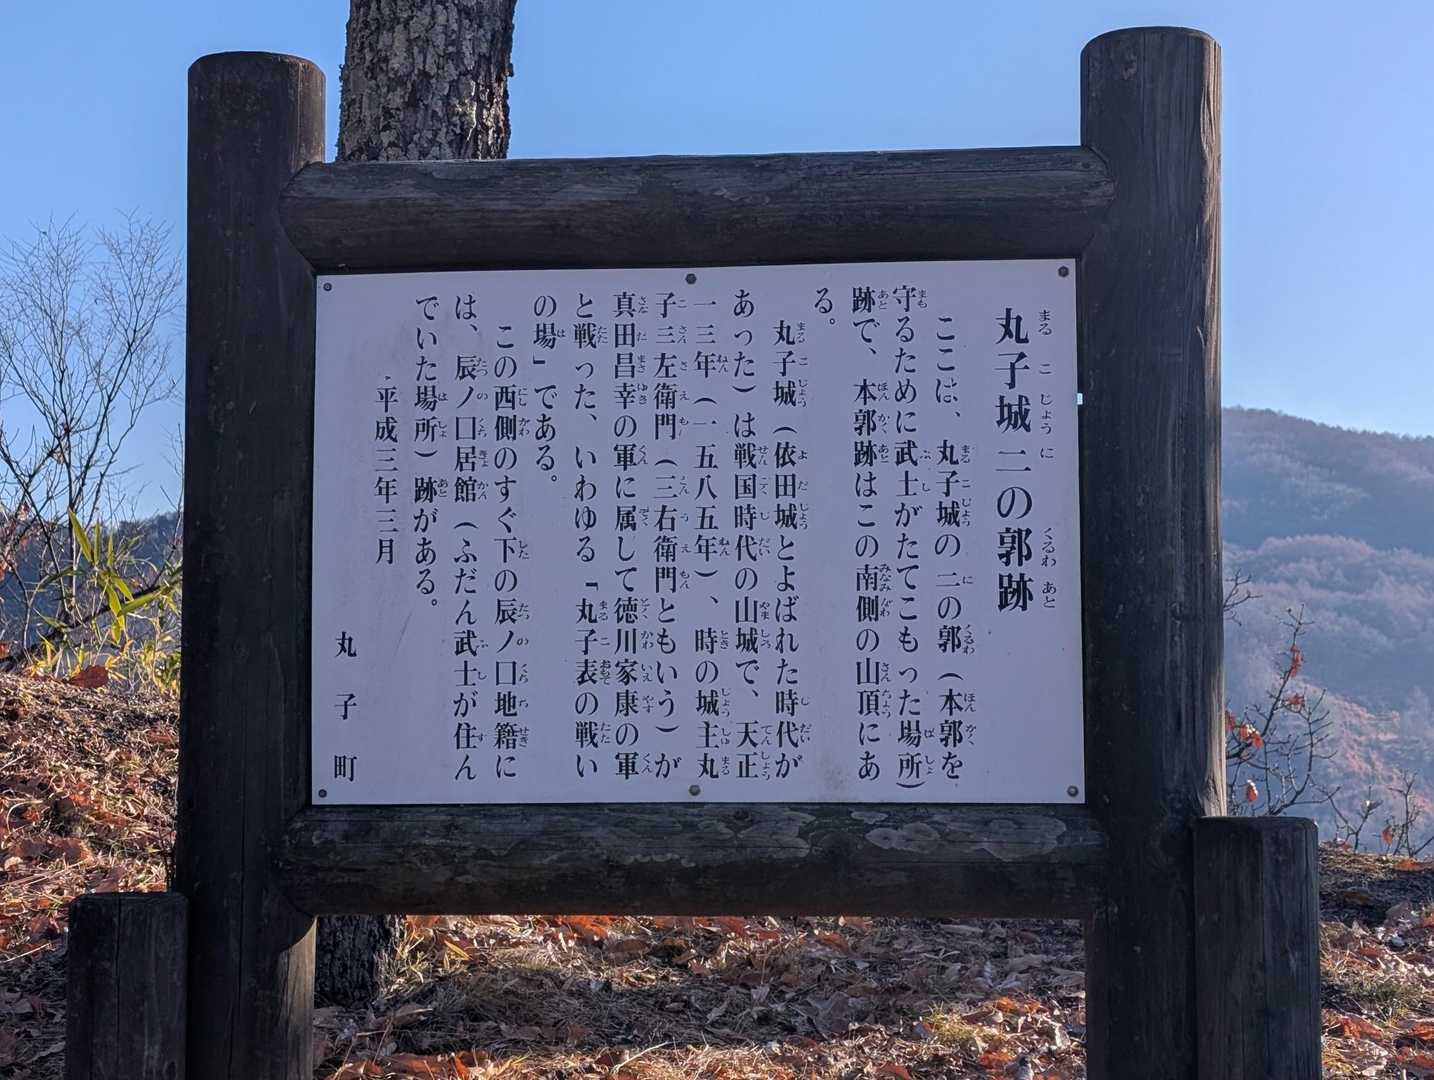 丸子城二の郭跡
ここは、丸子城の二の郭（本郭を
守るために武士がたてこもった場所）
跡で、本郭跡はこの南側の山頂にあ
る。
丸子城（依田城とよばれた時代が
あった）は戦国時代の山城で、天正
一三年（一五八五年）、時の城主丸
子三左衛門（三右衛門ともいう）が
真田昌幸の軍に属して徳川家康の軍
と戦った、いわゆる「丸子表の戦い
の場」である。
この西側のすぐ下の辰ノ口地籍に
は、辰ノ口居館（ふだん武士が住ん
でいた場所）跡がある。
平成三年三月
丸子町